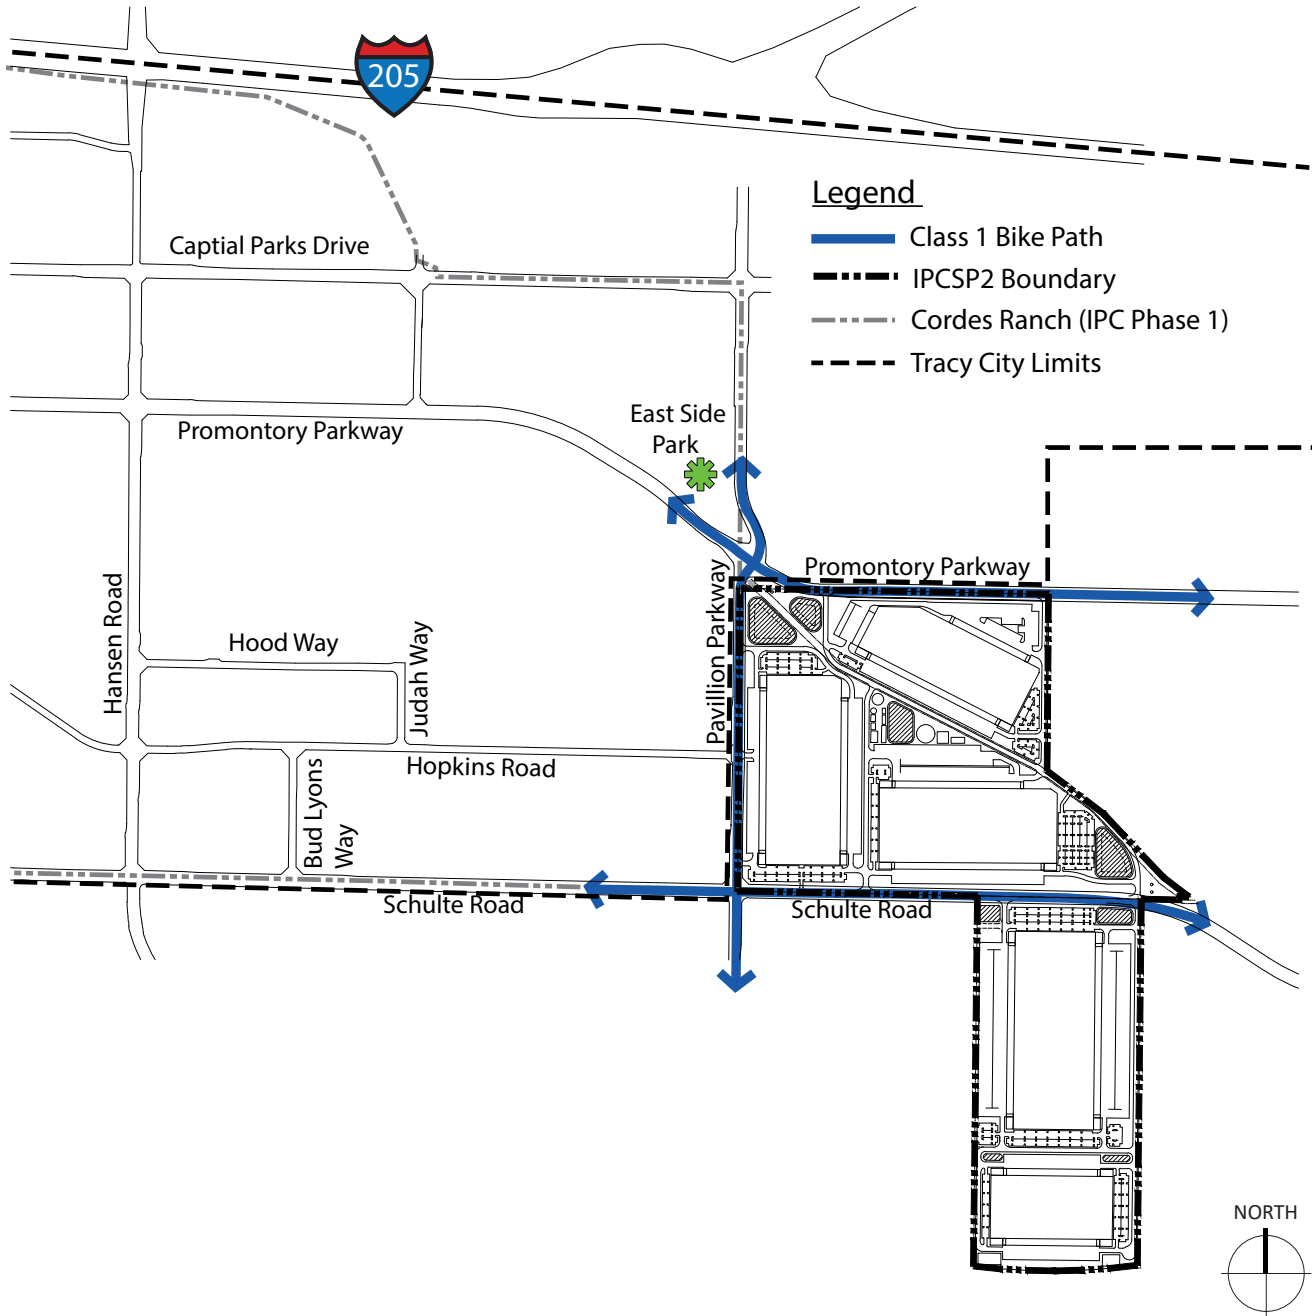 205
Legend
Class 1 Bike Path
IPCSP2 Boundary
Cordes Ranch (IPC Phase 1)
Tracy City Limits
Captial Parks Drive
East Side
Park
Promontory Parkway
Promontory Parkway
Pavillion Parkway
Hansen Road
Hood Way
Judah Way
Hopkins Road
Bud Lyons
Way
Schulte Road
Schulte Road
NORTH